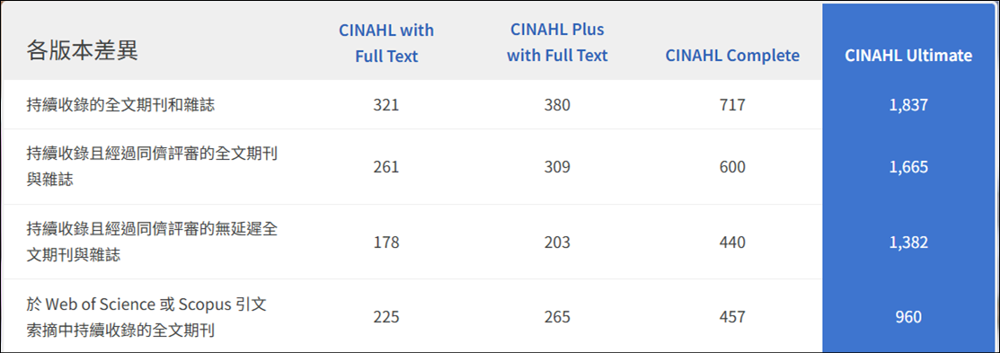 各版本差異
CINAHL with
Full Text
CINAHL Plus
with Full Text
CINAHL Complete
CINAHL Ultimate
持續收錄的全文期刊和雜誌
321
380
717
1,837
持續收錄且經過同儕評審的全文期刊
與雜誌
261
309
600
1,665
持續收錄且經過同儕評審的無延遲全
文期刊與雜誌
178
203
440
1,382
於 Web of Science 或 Scopus 引文
索摘中持續收錄的全文期刊
225
265
457
960